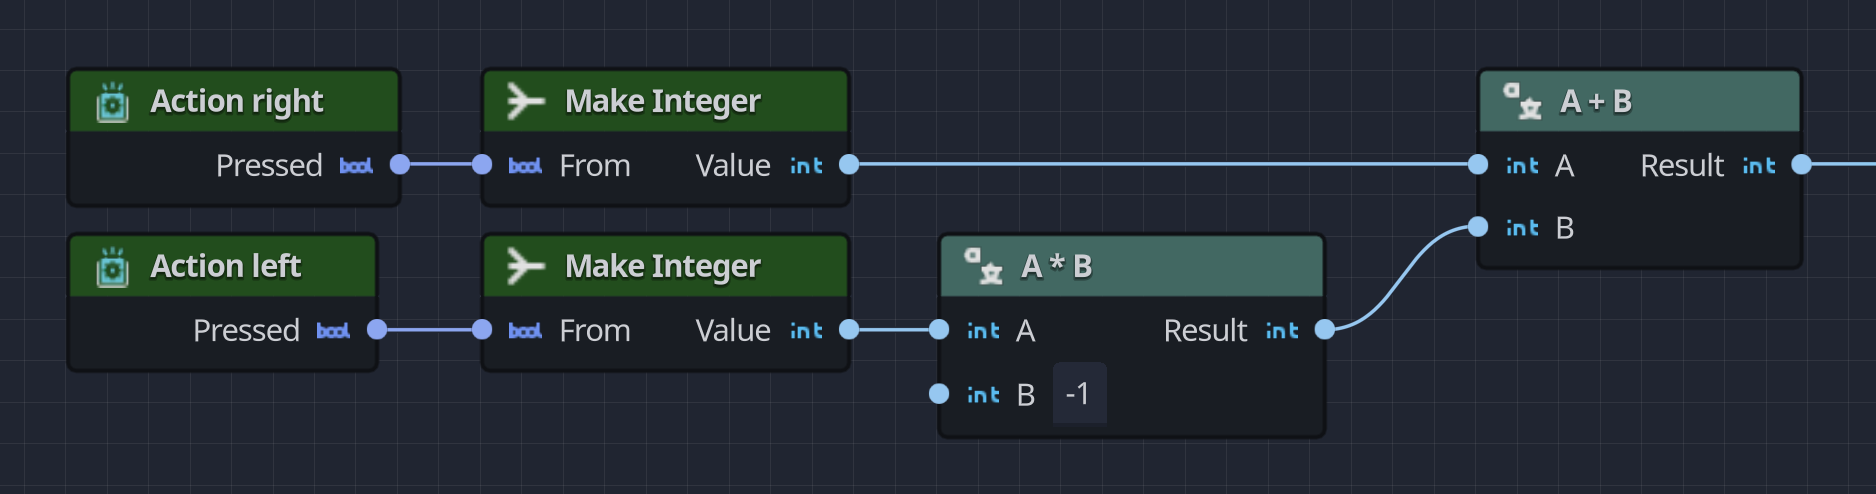 Action right
Pressed bool
Make Integer
bool From Value int
A + B
int A Result int
int B
Action left
Pressed bool
Make Integer
bool From Value int
A * B
int A Result int
int B -1